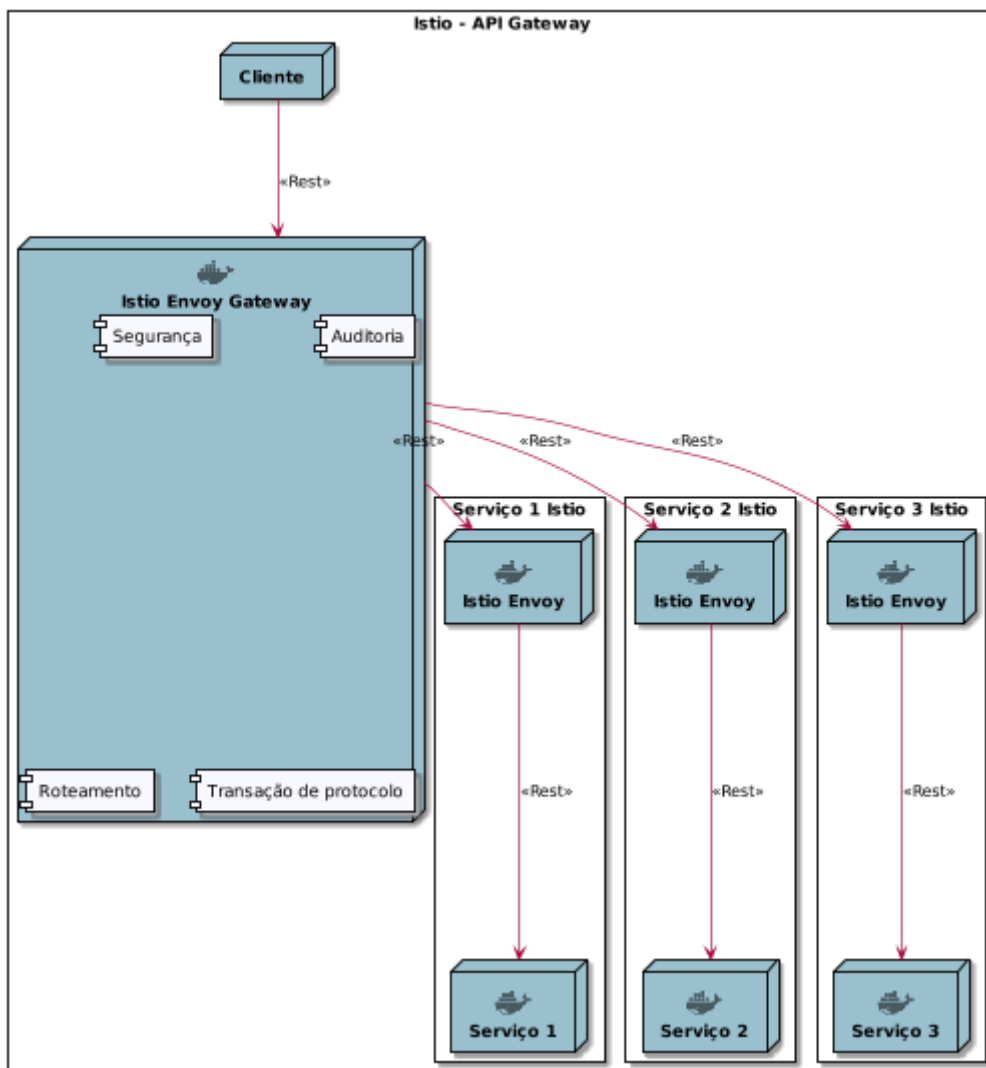 Istio - API Gateway
Cliente
«Rest»
Istio Envoy Gateway
Segurança
Auditoria
«Rest»
«Rest»
«Rest»
Serviço 1 Istio
Serviço 2 Istio
Serviço 3 Istio
Istio Envoy
Istio Envoy
Istio Envoy
Roteamento
Transação de protocolo
«Rest»
«Rest»
«Rest»
Serviço 1
Serviço 2
Serviço 3